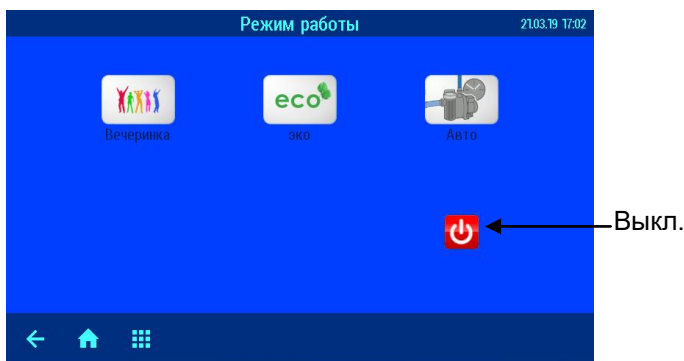 Режим работы 21.03.19 17:02
eco
Вечеринка эко Авто
Выкл.